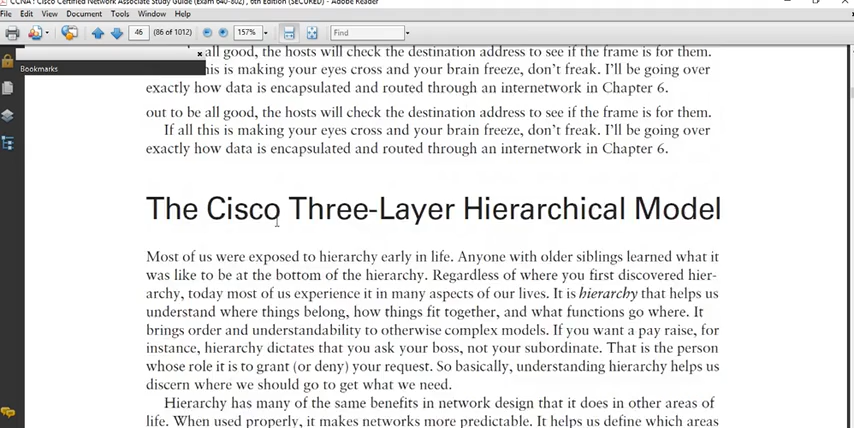 CCNA : Cisco Certified Network Associate Study Guide (Exam 640-802) , 6th Edition (SECURED) - Adobe Reader
File Edit View Document Tools Window Help
46 (86 of 1012) 157% Find
Bookmarks
all good, the hosts will check the destination address to see if the frame is for them.
his is making your eyes cross and your brain freeze, don't freak. I'll be going over
exactly how data is encapsulated and routed through an internetwork in Chapter 6.
out to be all good, the hosts will check the destination address to see if the frame is for them.
If all this is making your eyes cross and your brain freeze, don't freak. I'll be going over
exactly how data is encapsulated and routed through an internetwork in Chapter 6.
The Cisco Three-Layer Hierarchical Model
Most of us were exposed to hierarchy early in life. Anyone with older siblings learned what it
was like to be at the bottom of the hierarchy. Regardless of where you first discovered hier-
archy, today most of us experience it in many aspects of our lives. It is hierarchy that helps us
understand where things belong, how things fit together, and what functions go where. It
brings order and understandability to otherwise complex models. If you want a pay raise, for
instance, hierarchy dictates that you ask your boss, not your subordinate. That is the person
whose role it is to grant (or deny) your request. So basically, understanding hierarchy helps us
discern where we should go to get what we need.
Hierarchy has many of the same benefits in network design that it does in other areas of
life. When used properly, it makes networks more predictable. It helps us define which areas